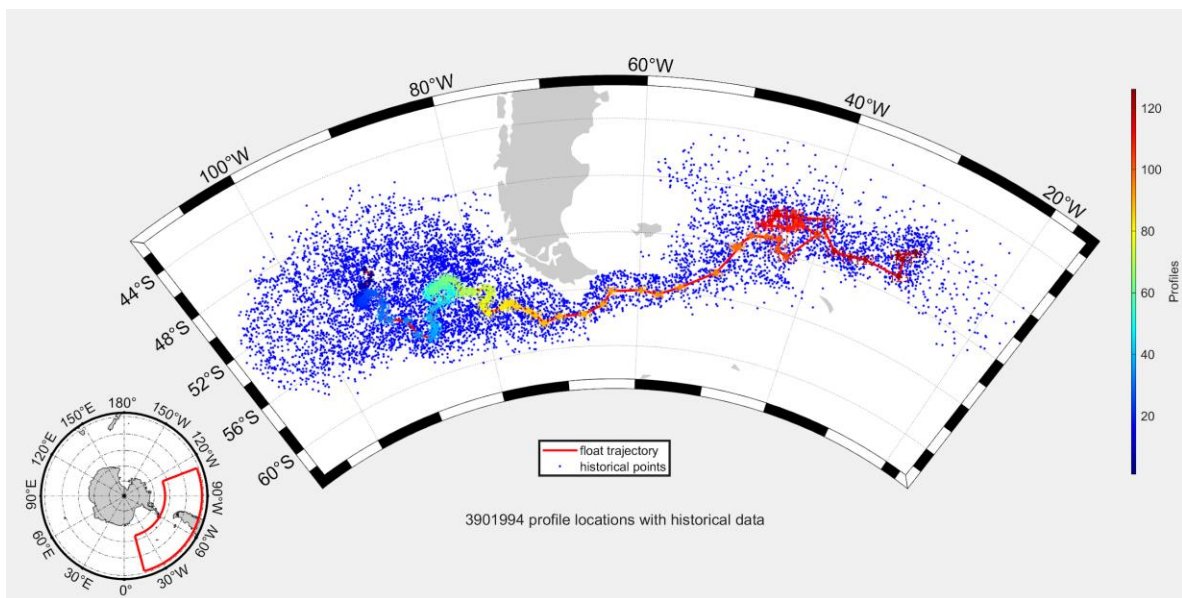 60°W
80°W
40°W
100°W
20°W
44°S
48°S
52°S
56°S
60°S
120
100
80
60
40
20
Profiles
float trajectory
historical points
3901994 profile locations with historical data
180°
150°E
150°W
120°E
120°W
90°E
90°W
60°E
60°W
30°E
30°W
0°